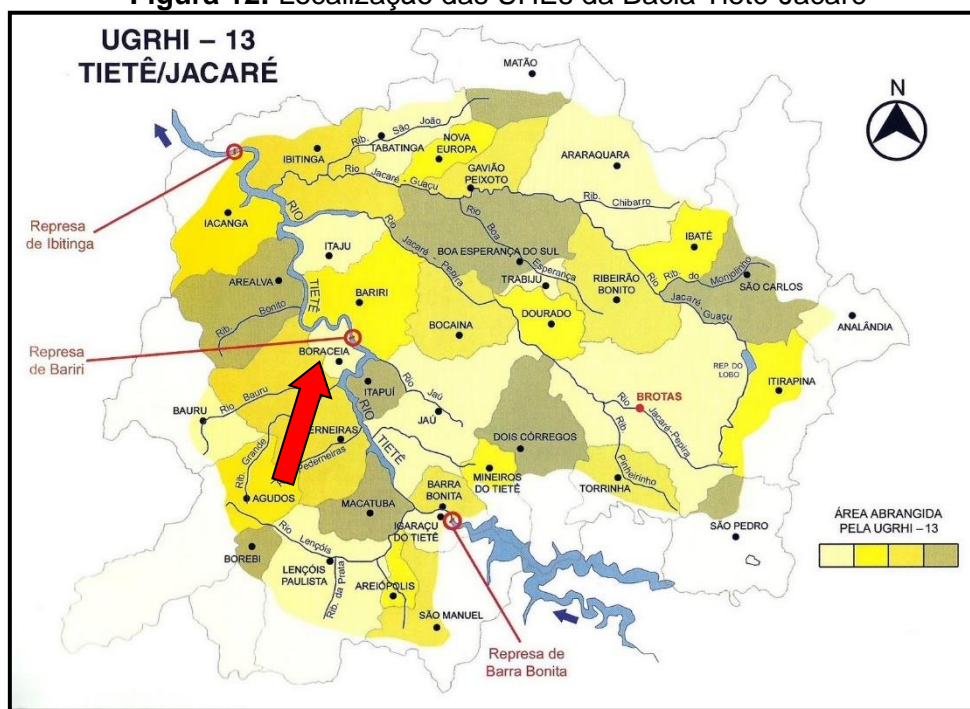 Figura 12. Localização das UHEs da Bacia Tietê-Jacaré
UGRHI – 13
TIETÊ/JACARÉ
MATÃO
N
Rib. São João
TABATINGA
NOVA
EUROPA
IBITINGA
ARARAQUARA
GAVIÃO
PEIXOTO
Rio Jacaré - Guaçu
Rib. Chibarro
Represa
de Ibitinga
IACANGA
RIO
ITAJU
Rio Jacaré - Pepira
Rio Boa Esperança
BOA ESPERANÇA DO SUL
IBATÉ
Rib. do Monjolinho
SÃO CARLOS
AREALVA
TIETÊ
TRABIJU
RIBEIRÃO
BONITO
Rio Jacaré Guaçu
BARIRI
Rib. Bonito
DOURADO
BOCAINA
ANALÂNDIA
Represa
de Bariri
BORACEIA
REP. DO
LOBO
ITIRAPINA
ITAPUÍ
Rio Jaú
BROTAS
BAURU
Rio Bauru
RIO TIETÊ
JAÚ
Rio Jacaré-Pepira
ERNEIRAS
DOIS CÓRREGOS
Rib. Grande
Pederneiras
Rib. Pinheirinho
MINEIROS
DO TIETÊ
AGUDOS
BARRA
BONITA
TORRINHA
MACATUBA
IGARAÇU
DO TIETÊ
SÃO PEDRO
ÁREA ABRANGIDA
PELA UGRHI – 13
Rio Lençóis
BOREBI
LENÇÓIS
PAULISTA
Rib. da Prata
AREIÓPOLIS
SÃO MANUEL
Represa de
Barra Bonita